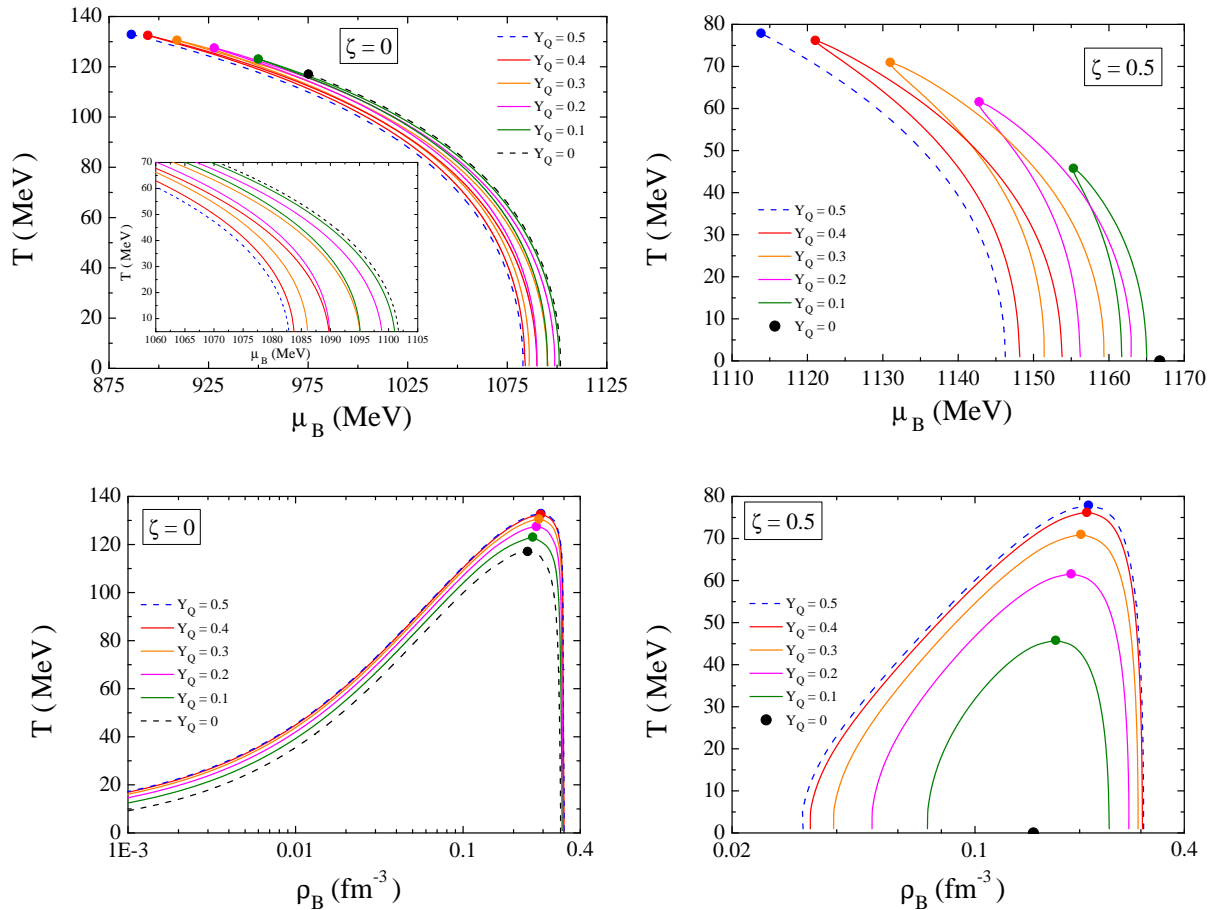 T ( MeV)
140
120
100
80
60
40
20
0
875
925
975
1025
1075
1125
μ_B (MeV)
ζ = 0
Y_Q = 0.5
Y_Q = 0.4
Y_Q = 0.3
Y_Q = 0.2
Y_Q = 0.1
Y_Q = 0
T (MeV)
70
60
50
40
30
20
10
1060
1065
1070
1075
1080
1085
1090
1095
1100
1105
μ_B (MeV)
T ( MeV)
80
70
60
50
40
30
20
10
0
1110
1120
1130
1140
1150
1160
1170
μ_B (MeV)
ζ = 0.5
Y_Q = 0.5
Y_Q = 0.4
Y_Q = 0.3
Y_Q = 0.2
Y_Q = 0.1
Y_Q = 0
T ( MeV)
140
120
100
80
60
40
20
0
1E-3
0.01
0.1
0.4
ρ_B (fm^-3)
ζ = 0
Y_Q = 0.5
Y_Q = 0.4
Y_Q = 0.3
Y_Q = 0.2
Y_Q = 0.1
Y_Q = 0
T ( MeV)
80
70
60
50
40
30
20
10
0
0.02
0.1
0.4
ρ_B (fm^-3)
ζ = 0.5
Y_Q = 0.5
Y_Q = 0.4
Y_Q = 0.3
Y_Q = 0.2
Y_Q = 0.1
Y_Q = 0